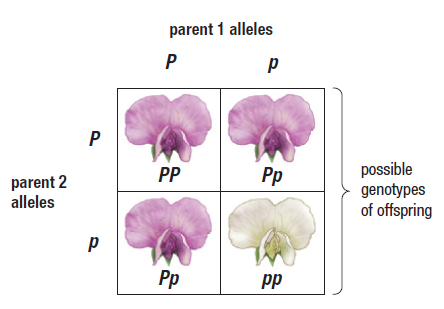 parent 1 alleles
P p
P
PP Pp
parent 2
alleles
possible
genotypes
of offspring
p
Pp pp